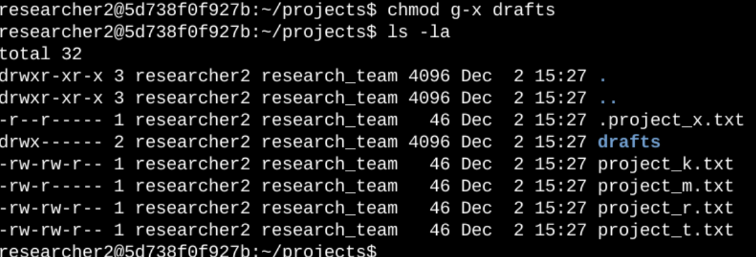 researcher2@5d738f0f927b:~/projects$ chmod g-x drafts
researcher2@5d738f0f927b:~/projects$ ls -la
total 32
drwxr-xr-x 3 researcher2 research_team 4096 Dec  2 15:27 .
drwxr-xr-x 3 researcher2 research_team 4096 Dec  2 15:27 ..
-r--r----- 1 researcher2 research_team   46 Dec  2 15:27 .project_x.txt
drwx------ 2 researcher2 research_team 4096 Dec  2 15:27 drafts
-rw-rw-r-- 1 researcher2 research_team   46 Dec  2 15:27 project_k.txt
-rw-r----- 1 researcher2 research_team   46 Dec  2 15:27 project_m.txt
-rw-rw-r-- 1 researcher2 research_team   46 Dec  2 15:27 project_r.txt
-rw-rw-r-- 1 researcher2 research_team   46 Dec  2 15:27 project_t.txt
researcher2@5d738f0f927b:~/projects$